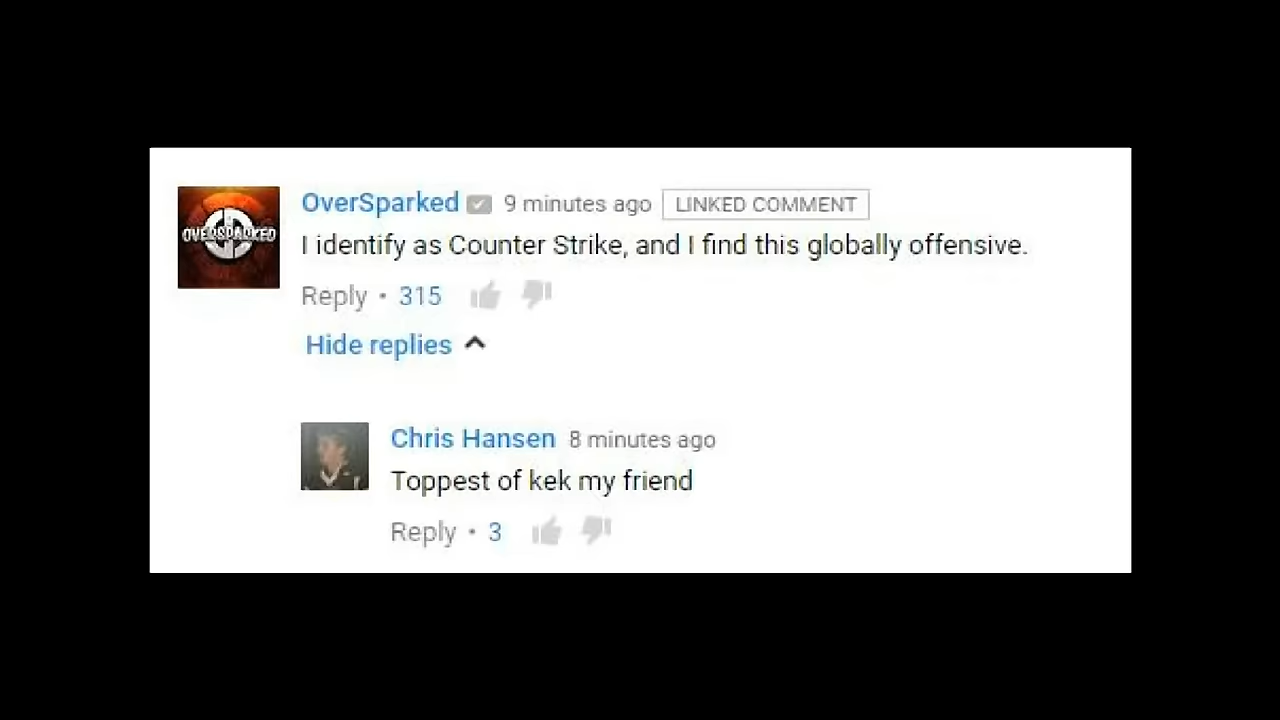 OVERSPARKED
OverSparked 9 minutes ago LINKED COMMENT
I identify as Counter Strike, and I find this globally offensive.
Reply • 315
Hide replies
Chris Hansen 8 minutes ago
Toppest of kek my friend
Reply • 3